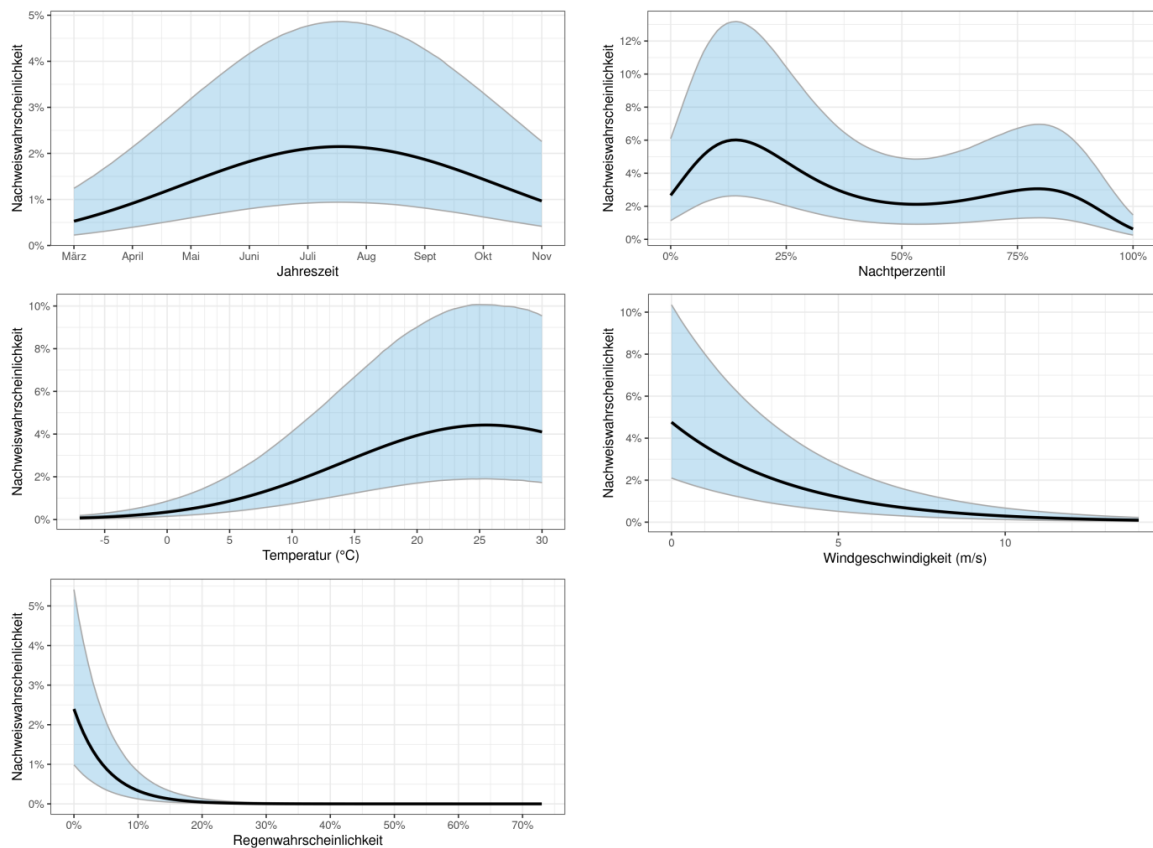 5%
4%
3%
2%
1%
0%
Nachweiswahrscheinlichkeit
März April Mai Juni Juli Aug Sept Okt Nov
Jahreszeit
12%
10%
8%
6%
4%
2%
0%
Nachweiswahrscheinlichkeit
0% 25% 50% 75% 100%
Nachtperzentil
10%
8%
6%
4%
2%
0%
Nachweiswahrscheinlichkeit
-5 0 5 10 15 20 25 30
Temperatur (°C)
10%
8%
6%
4%
2%
0%
Nachweiswahrscheinlichkeit
0 5 10
Windgeschwindigkeit (m/s)
5%
4%
3%
2%
1%
0%
Nachweiswahrscheinlichkeit
0% 10% 20% 30% 40% 50% 60% 70%
Regenwahrscheinlichkeit